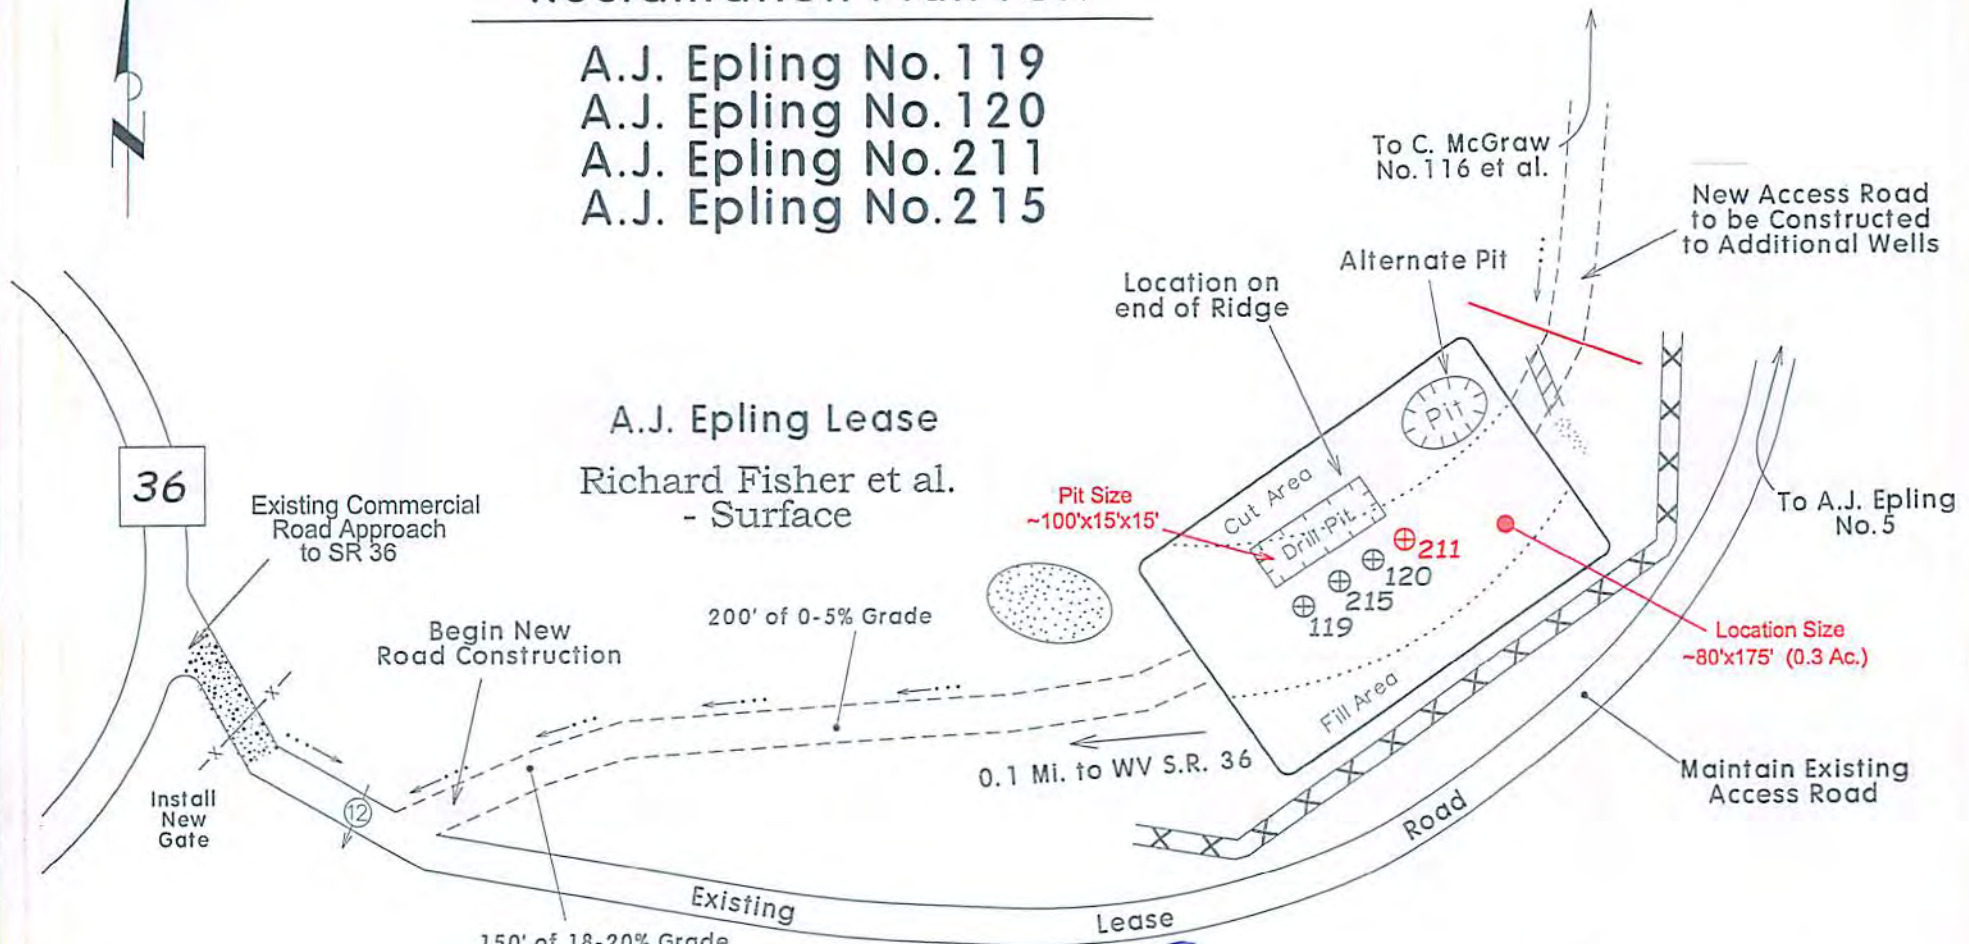 A.J. Epling No. 119
A.J. Epling No. 120
A.J. Epling No. 211
A.J. Epling No. 215
N
To C. McGraw
No. 116 et al.
New Access Road
to be Constructed
to Additional Wells
Alternate Pit
Location on
end of Ridge
Pit
A.J. Epling Lease
Richard Fisher et al.
- Surface
36
Existing Commercial
Road Approach
to SR 36
Pit Size
~100'x15'x15'
Cut Area
Drill Pit
211
120
215
119
To A.J. Epling
No. 5
Location Size
~80'x175' (0.3 Ac.)
200' of 0-5% Grade
Begin New
Road Construction
Fill Area
0.1 Mi. to WV S.R. 36
Maintain Existing
Access Road
Install
New
Gate
x
x
12
Existing
Lease
Road
150' of 18-20% Grade